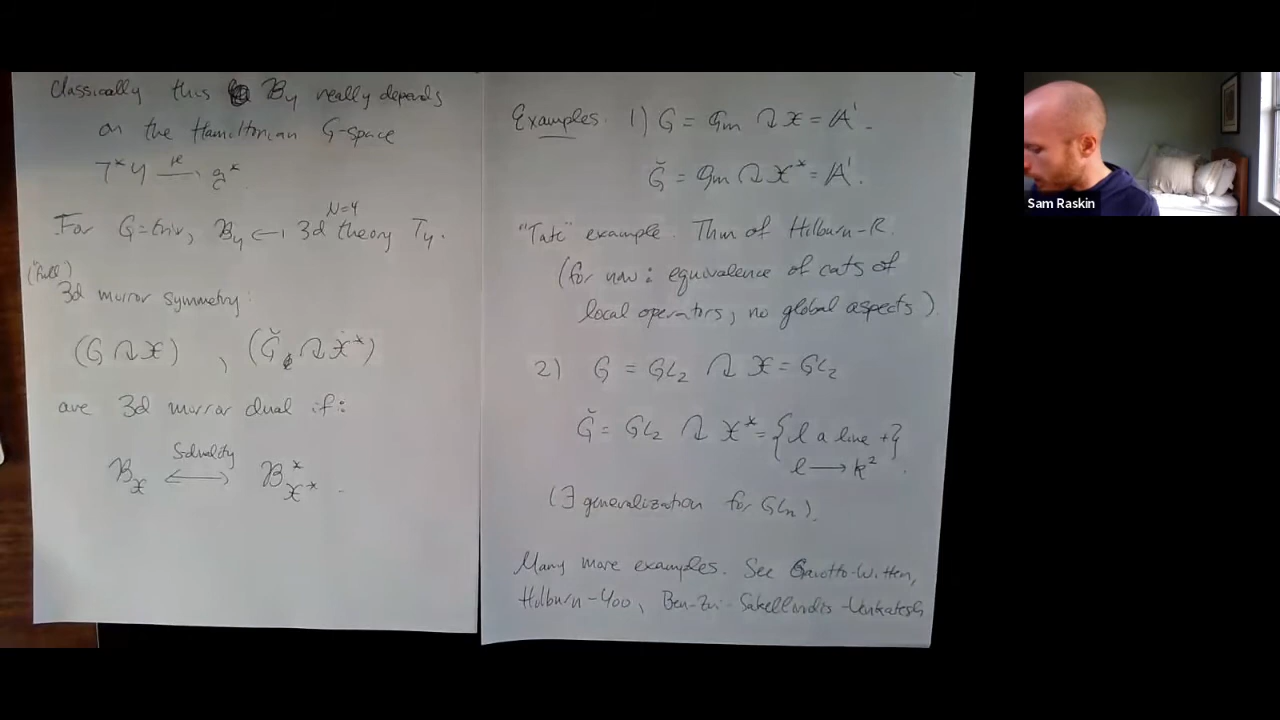 Classically this B_y really depends
on the Hamiltonian G-space
T*Y —μ→ g*
For G=triv, B_y ↔ 3d N=4 theory T_y.
("Full")
3d mirror symmetry:
(G ↷ X) , (Ğ ↷ X*)
are 3d mirror dual if:
B_X ←S-duality→ B*_X* .
Examples. 1) G = Gm ↷ X = A¹.
Ğ = Gm ↷ X* = A¹.
"Tate" example. Thm of Hilburn-R.
(for now: equivalence of cats of
local operators, no global aspects).
2) G = GL₂ ↷ X = GL₂
Ğ = GL₂ ↷ X* = {l a line +}
l → k² .
(∃ generalization for GLn).
Many more examples. See Gaiotto-Witten,
Hilburn-Yoo, Ben-Zvi-Sakellaridis-Venkatesh
Sam Raskin